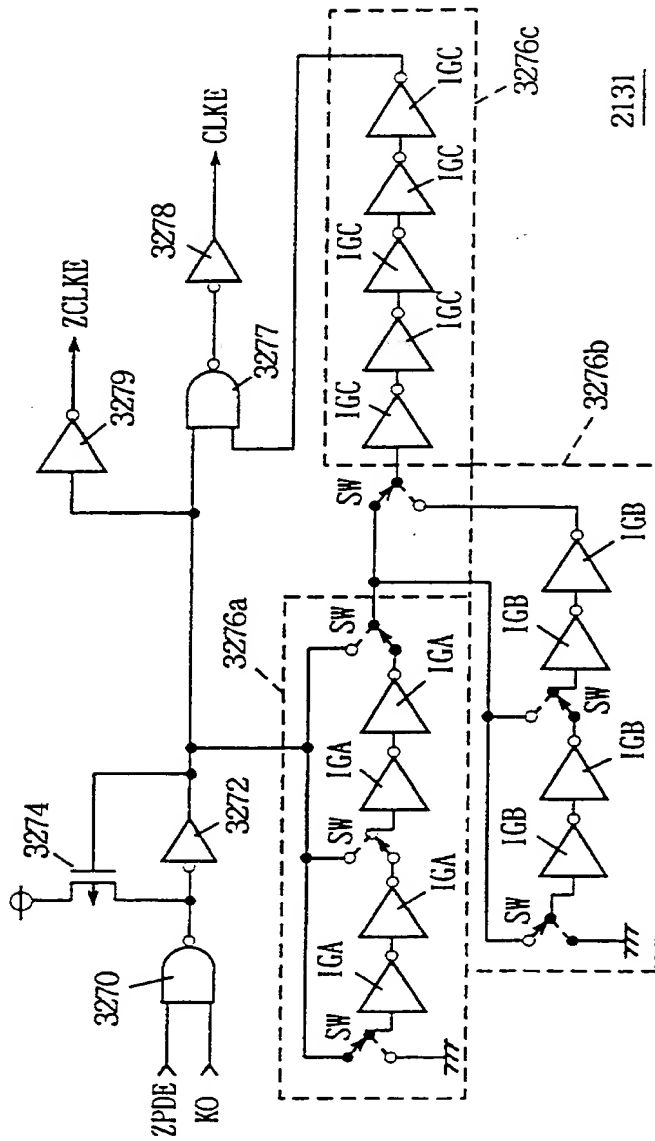 ZPDE
KO
3270
3274
3272
ZCLKE
3279
CLKE
3278
3277
3276a
SW
IGA
IGA
SW
IGA
IGA
SW
SW
IGC
IGC
IGC
IGC
IGC
3276c
3276b
SW
IGB
IGB
SW
IGB
IGB
2131